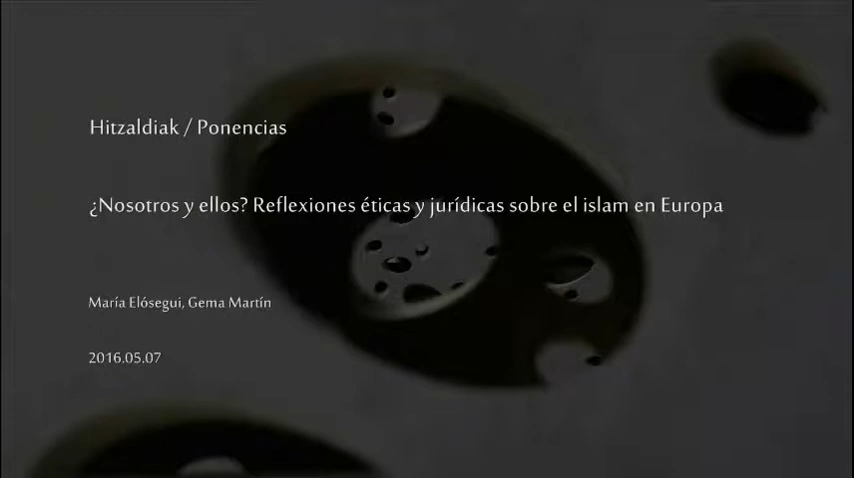 Hitzaldiak / Ponencias
¿Nosotros y ellos? Reflexiones éticas y jurídicas sobre el islam en Europa
María Elósegui, Gema Martín
2016.05.07